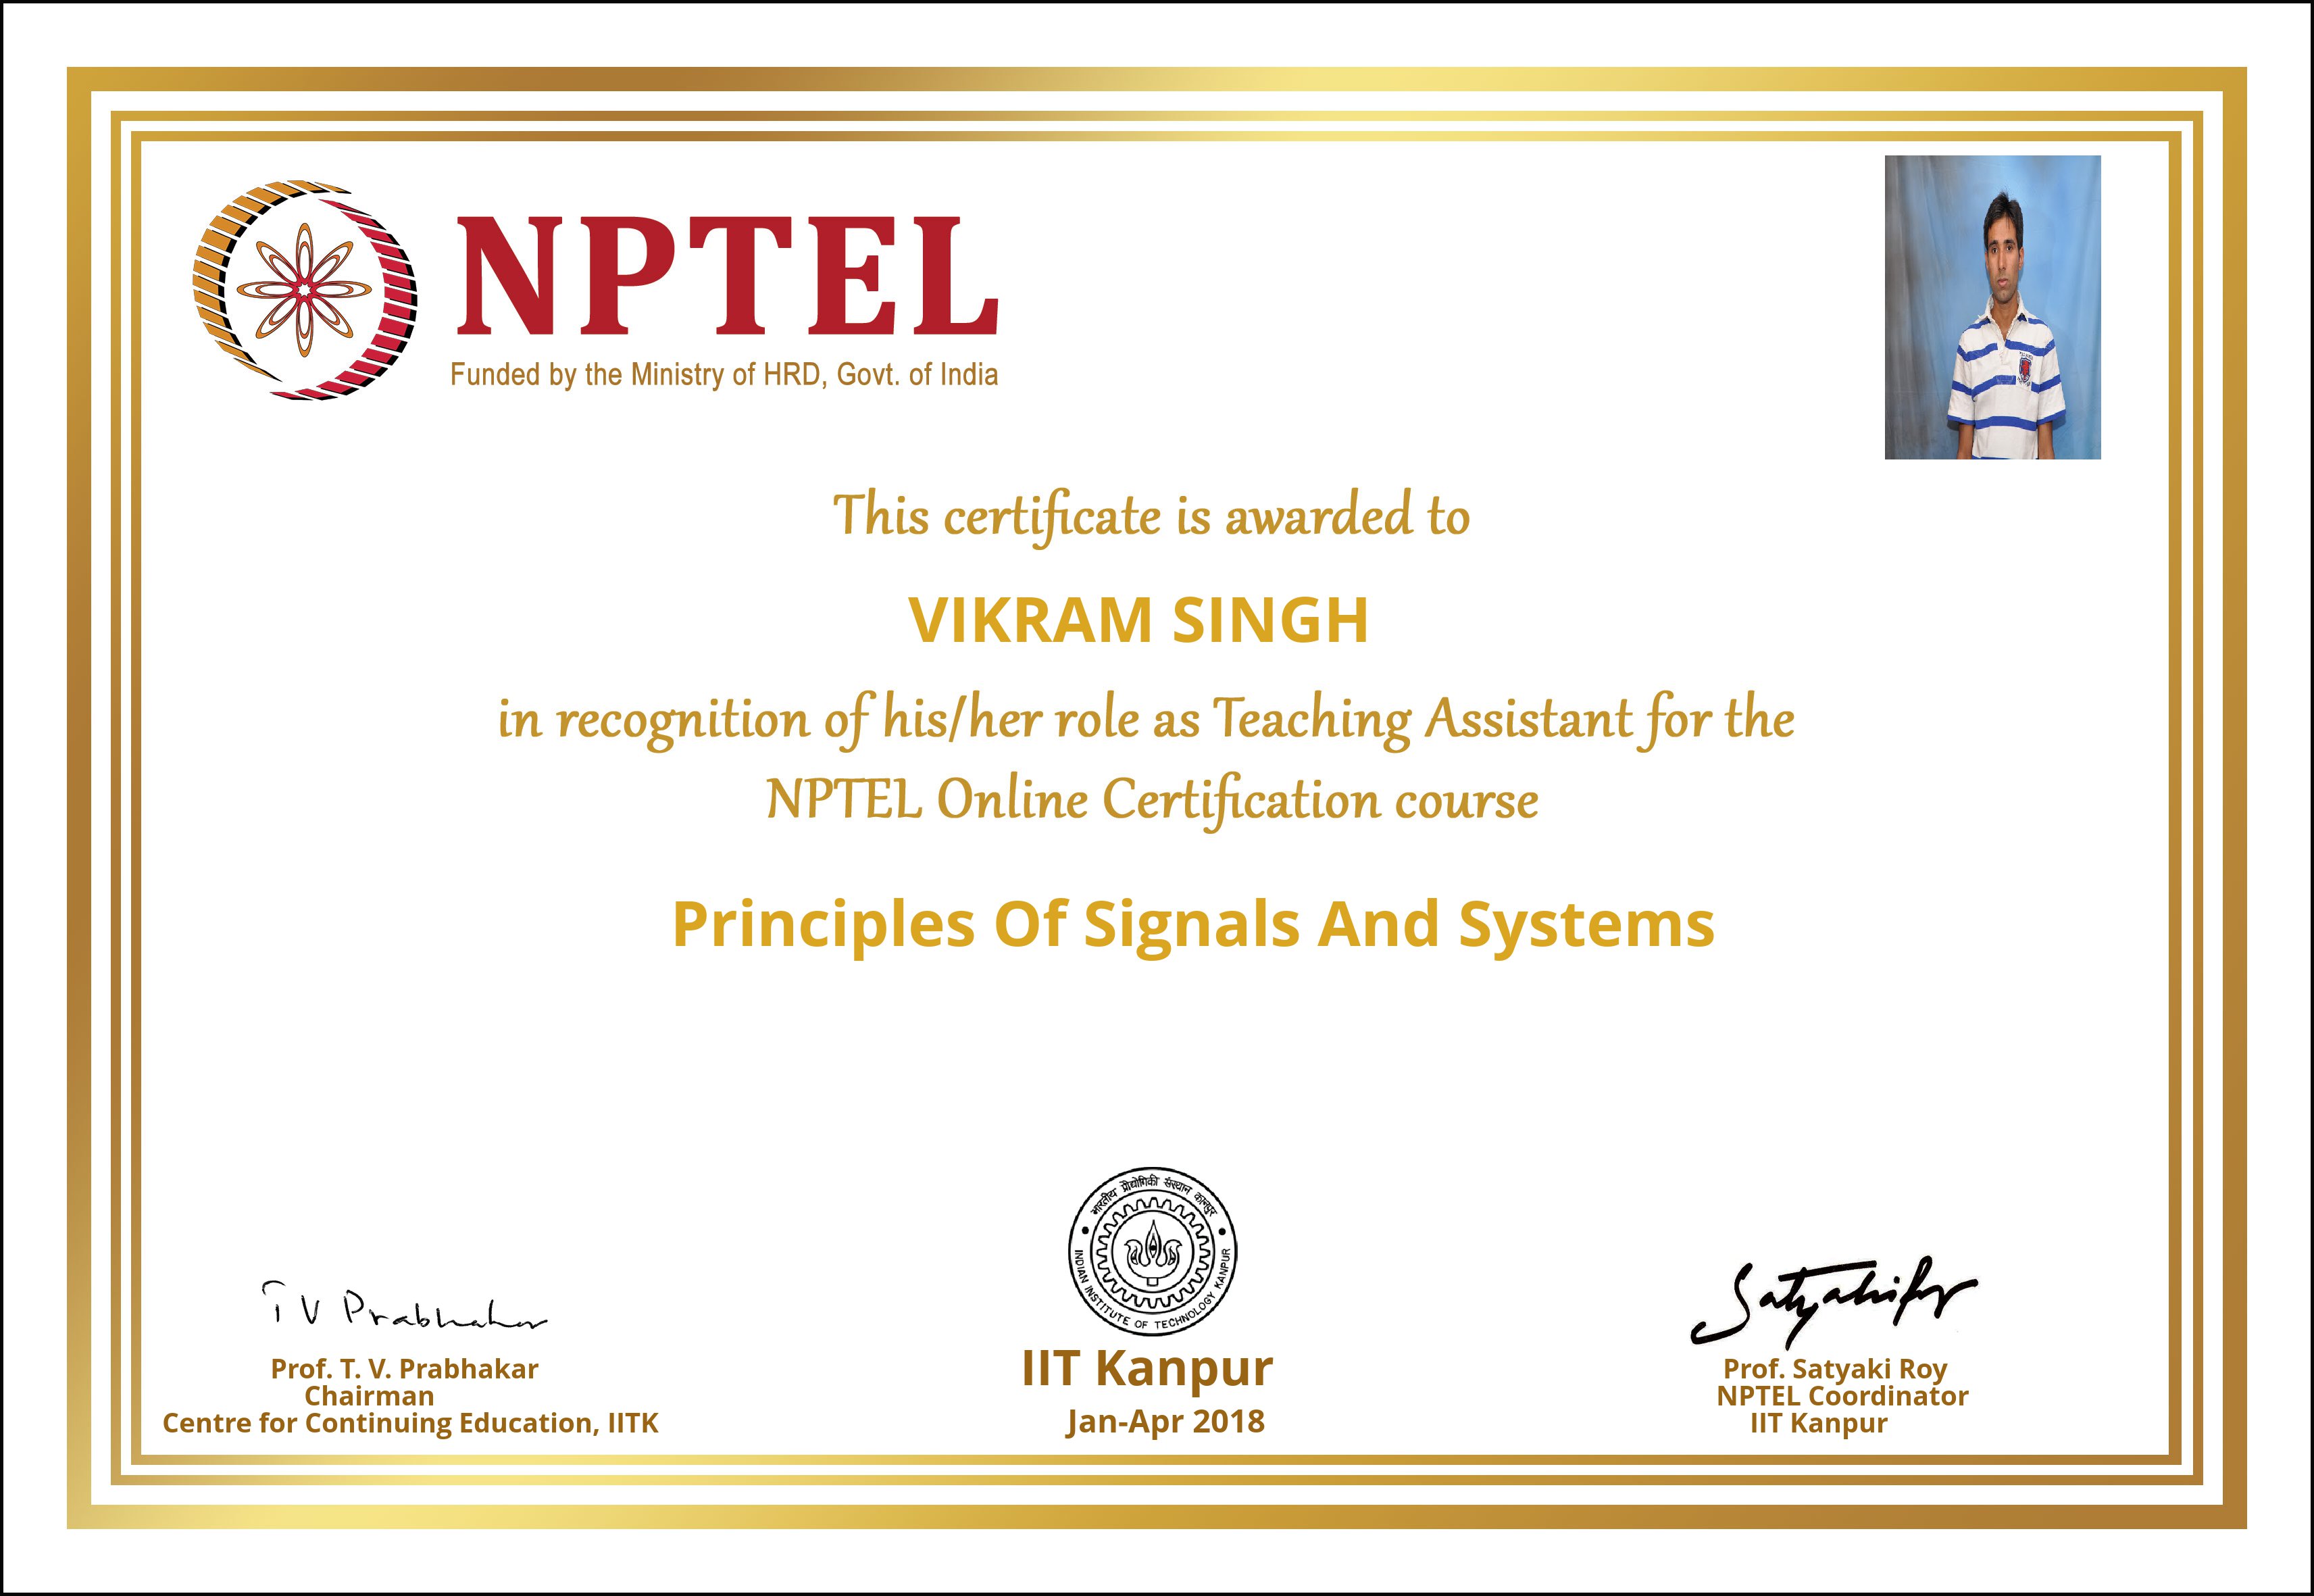 NPTEL
Funded by the Ministry of HRD, Govt. of India
This certificate is awarded to
VIKRAM SINGH
in recognition of his/her role as Teaching Assistant for the
NPTEL Online Certification course
Principles Of Signals And Systems
TV Prabhakar
Prof. T. V. Prabhakar
Chairman
Centre for Continuing Education, IITK
भारतीय प्रौद्योगिकी संस्थान कानपुर
INDIAN INSTITUTE OF TECHNOLOGY KANPUR
IIT Kanpur
Jan-Apr 2018
Prof. Satyaki Roy
NPTEL Coordinator
IIT Kanpur